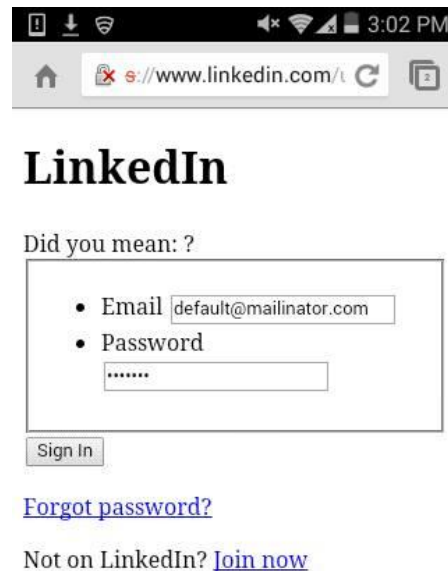 3:02 PM
s://www.linkedin.com/u
2
LinkedIn
Did you mean: ?
Email default@mailinator.com
Password
•••••••
Sign In
Forgot password?
Not on LinkedIn? Join now